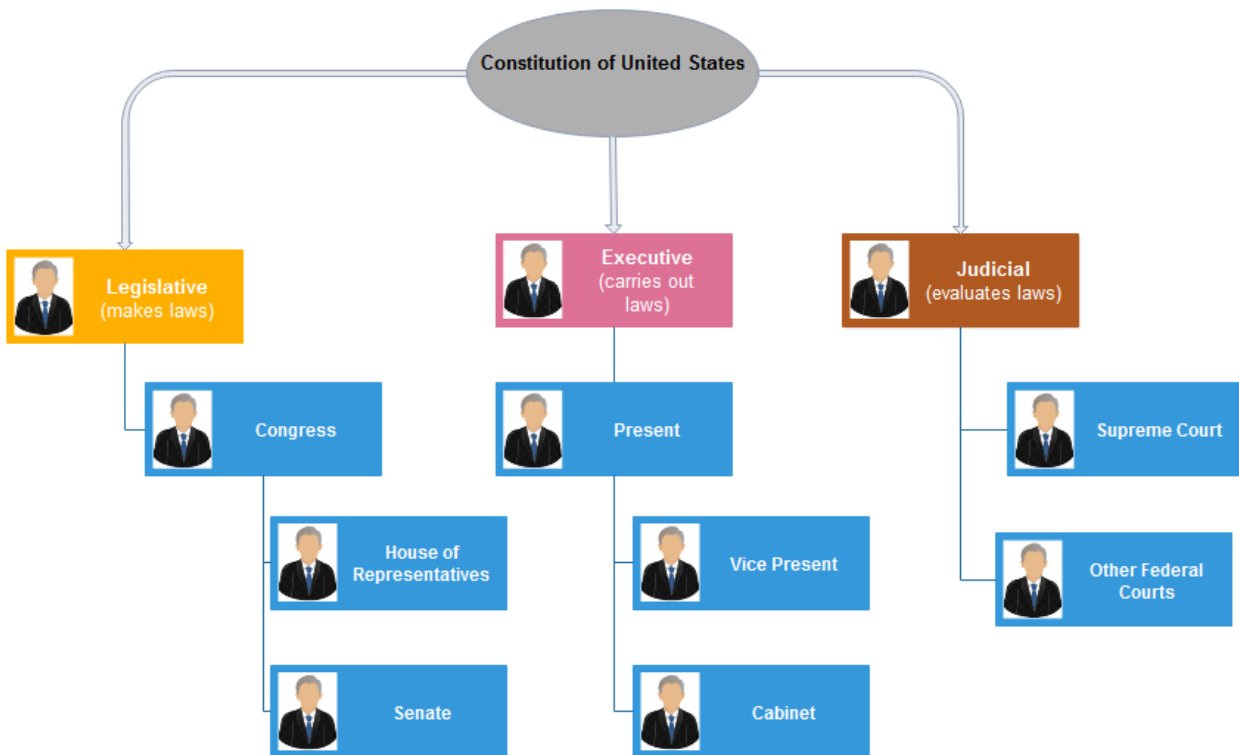 Constitution of United States
Legislative
(makes laws)
Executive
(carries out
laws)
Judicial
(evaluates laws)
Congress
Present
Supreme Court
House of
Representatives
Vice Present
Other Federal
Courts
Senate
Cabinet